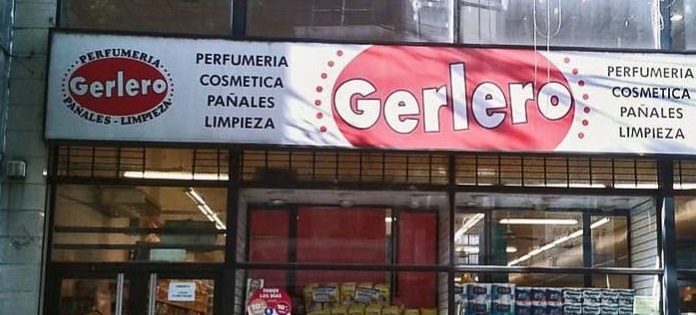 PERFUMERIA
Gerlero
PAÑALES - LIMPIEZA
PERFUMERIA
COSMETICA
PAÑALES
LIMPIEZA
Gerlero
PERFUMERIA
COSMETICA
PAÑALES
LIMPIEZA
TODOS
LOS DIAS